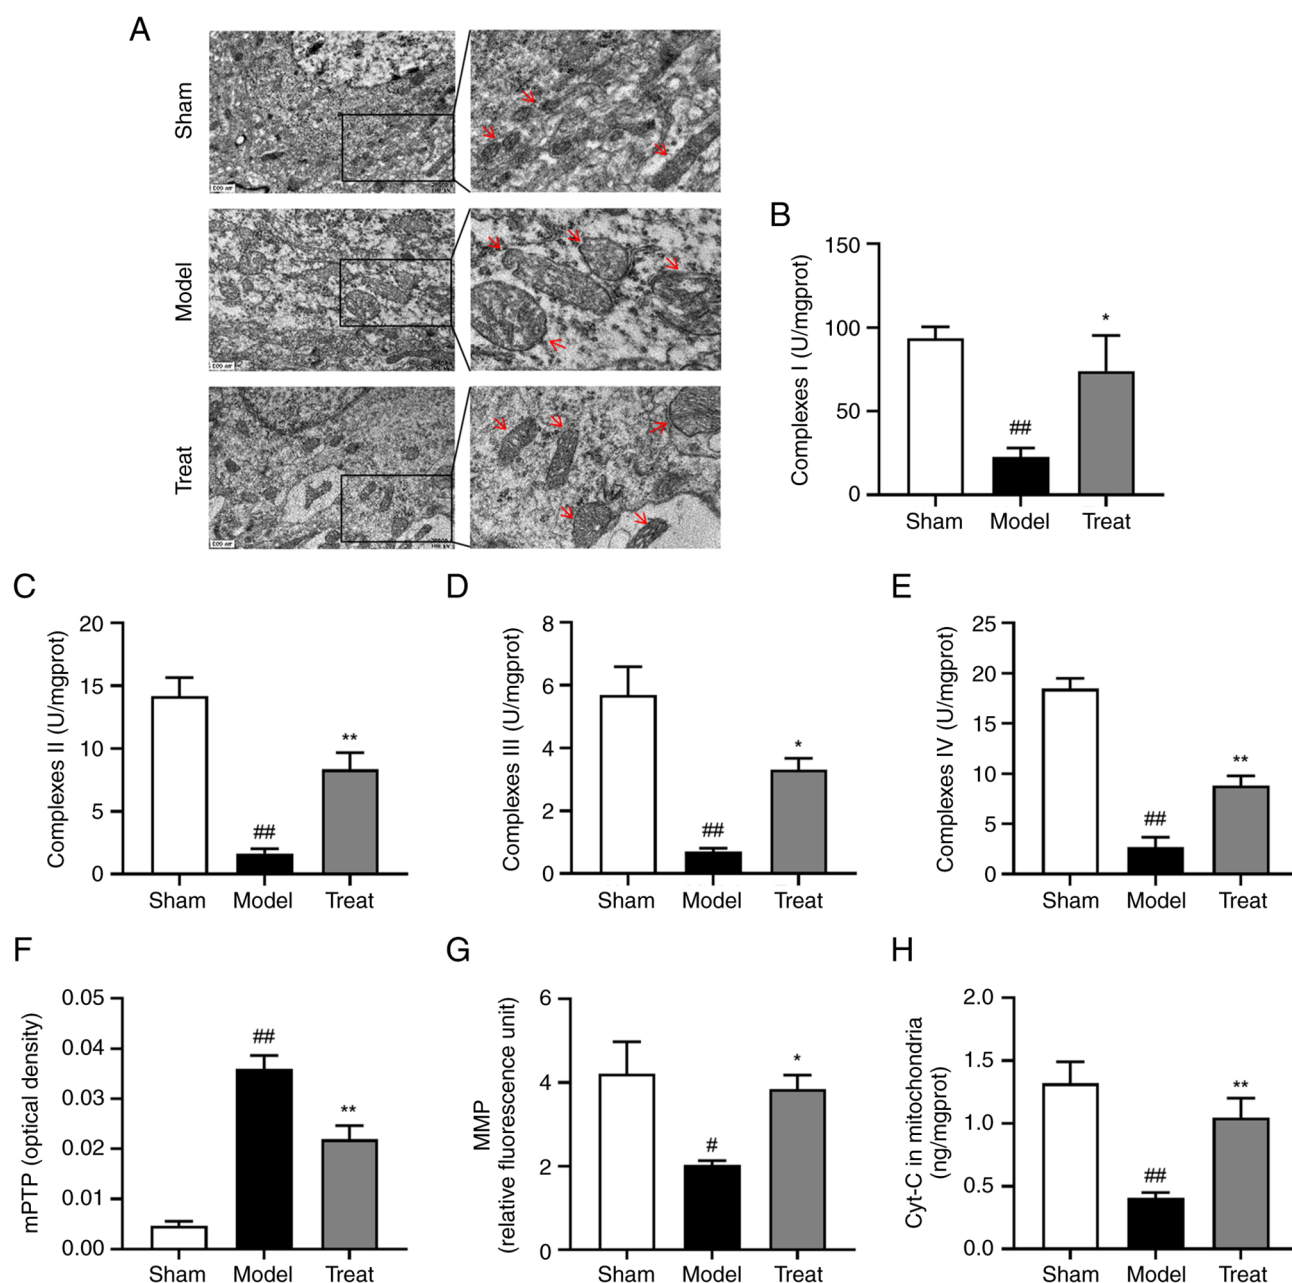 A
Sham
Model
Treat
B
Complexes I (U/mgprot)
150
100
50
0
##
*
Sham Model Treat
C
Complexes II (U/mgprot)
20
15
10
5
0
##
**
Sham Model Treat
D
Complexes III (U/mgprot)
8
6
4
2
0
##
*
Sham Model Treat
E
Complexes IV (U/mgprot)
25
20
15
10
5
0
##
**
Sham Model Treat
F
mPTP (optical density)
0.05
0.04
0.03
0.02
0.01
0.00
##
**
Sham Model Treat
G
MMP
(relative fluorescence unit)
6
4
2
0
#
*
Sham Model Treat
H
Cyt-C in mitochondria
(ng/mgprot)
2.0
1.5
1.0
0.5
0.0
##
**
Sham Model Treat